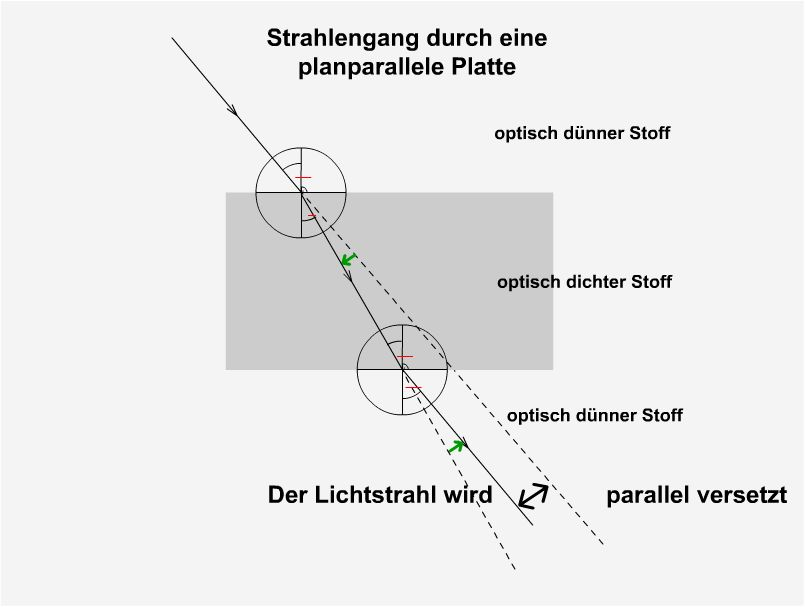 Strahlengang durch eine
planparallele Platte
optisch dünner Stoff
optisch dichter Stoff
optisch dünner Stoff
Der Lichtstrahl wird parallel versetzt